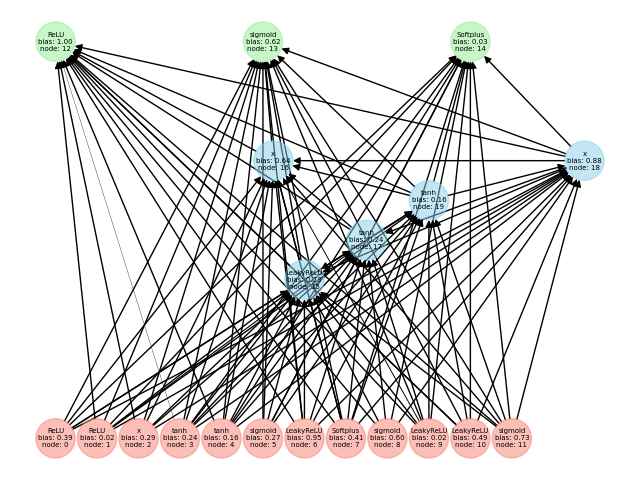 ReLU
bias: 1.00
node: 12
sigmoid
bias: 0.62
node: 13
Softplus
bias: 0.03
node: 14
x
bias: 0.64
node: 16
x
bias: 0.88
node: 18
tanh
bias: 0.16
node: 19
tanh
bias: 0.24
node: 17
LeakyReLU
bias:
node: 15
ReLU
bias: 0.39
node: 0
ReLU
bias: 0.02
node: 1
x
bias: 0.29
node: 2
tanh
bias: 0.24
node: 3
tanh
bias: 0.16
node: 4
sigmoid
bias: 0.27
node: 5
LeakyReLU
bias: 0.95
node: 6
Softplus
bias: 0.41
node: 7
sigmoid
bias: 0.60
node: 8
LeakyReLU
bias: 0.02
node: 9
LeakyReLU
bias: 0.49
node: 10
sigmoid
bias: 0.73
node: 11